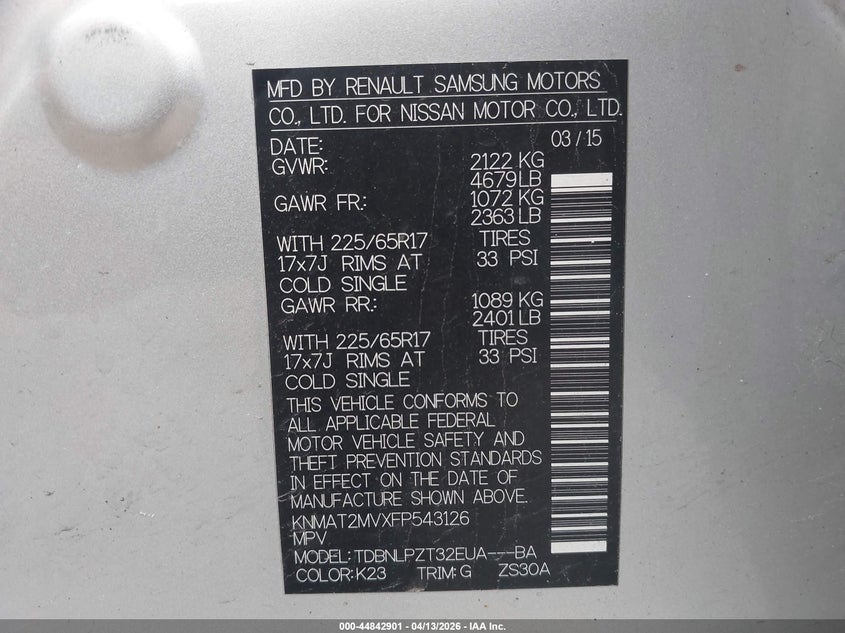 MFD BY RENAULT SAMSUNG MOTORS
CO., LTD. FOR NISSAN MOTOR CO., LTD.
DATE: 03/15
GVWR: 2122 KG
4679 LB
GAWR FR: 1072 KG
2363 LB
WITH 225/65R17 TIRES
17x7J RIMS AT 33 PSI
COLD SINGLE
GAWR RR: 1089 KG
2401 LB
WITH 225/65R17 TIRES
17x7J RIMS AT 33 PSI
COLD SINGLE
THIS VEHICLE CONFORMS TO
ALL APPLICABLE FEDERAL
MOTOR VEHICLE SAFETY AND
THEFT PREVENTION STANDARDS
IN EFFECT ON THE DATE OF
MANUFACTURE SHOWN ABOVE.
KNMAT2MVXFP543126
MPV
MODEL: TDBNLPZT32EUA---BA
COLOR: K23 TRIM: G ZS30A
000-44842901 - 04/13/2026 - IAA Inc.